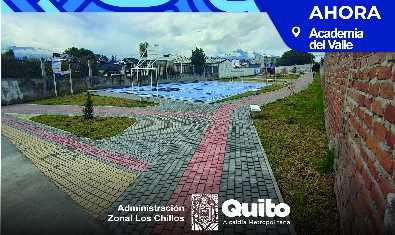 AHORA
Academia
del Valle
Administración
Zonal Los Chillos
Quito
Alcaldía Metropolitana